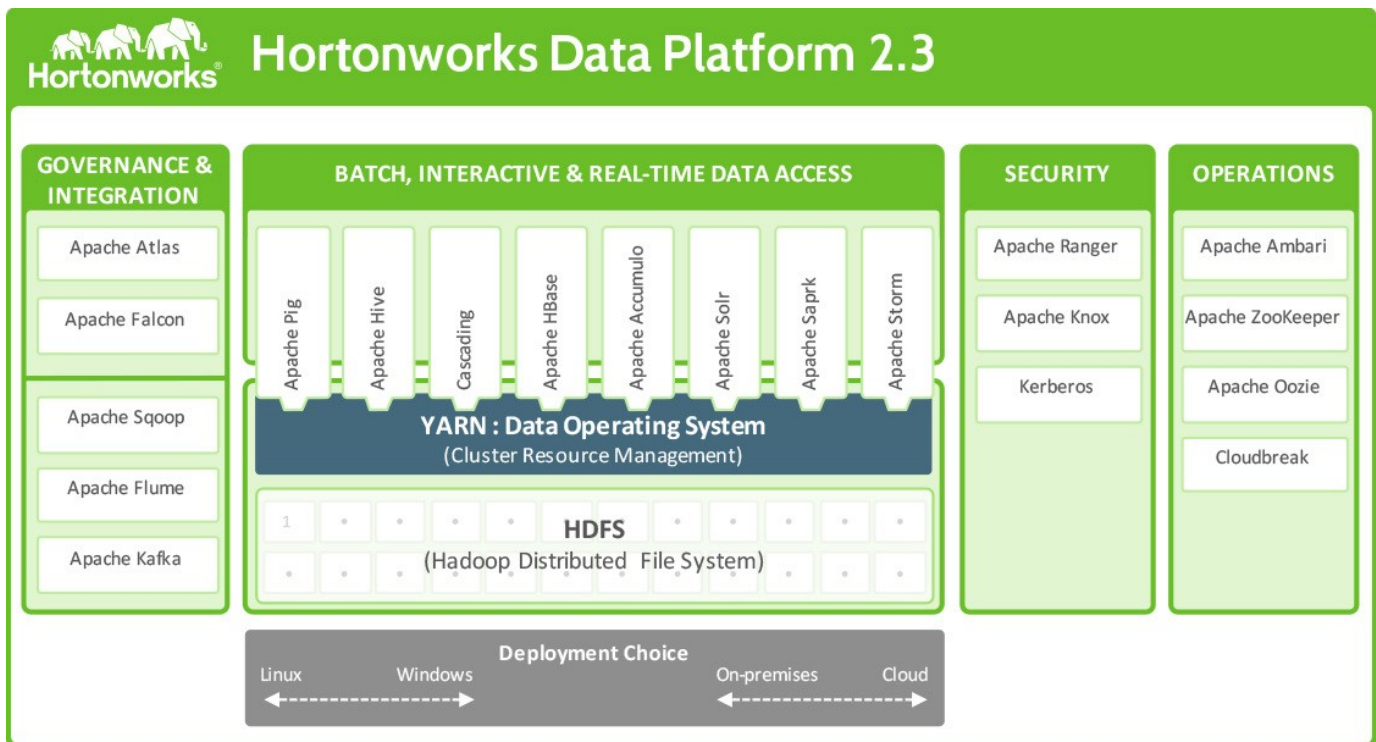 Hortonworks®
Hortonworks Data Platform 2.3
GOVERNANCE &
INTEGRATION
Apache Atlas
Apache Falcon
Apache Sqoop
Apache Flume
Apache Kafka
BATCH, INTERACTIVE & REAL-TIME DATA ACCESS
Apache Pig
Apache Hive
Cascading
Apache HBase
Apache Accumulo
Apache Solr
Apache Saprk
Apache Storm
YARN : Data Operating System
(Cluster Resource Management)
1
HDFS
(Hadoop Distributed File System)
SECURITY
Apache Ranger
Apache Knox
Kerberos
OPERATIONS
Apache Ambari
Apache ZooKeeper
Apache Oozie
Cloudbreak
Deployment Choice
Linux Windows On-premises Cloud